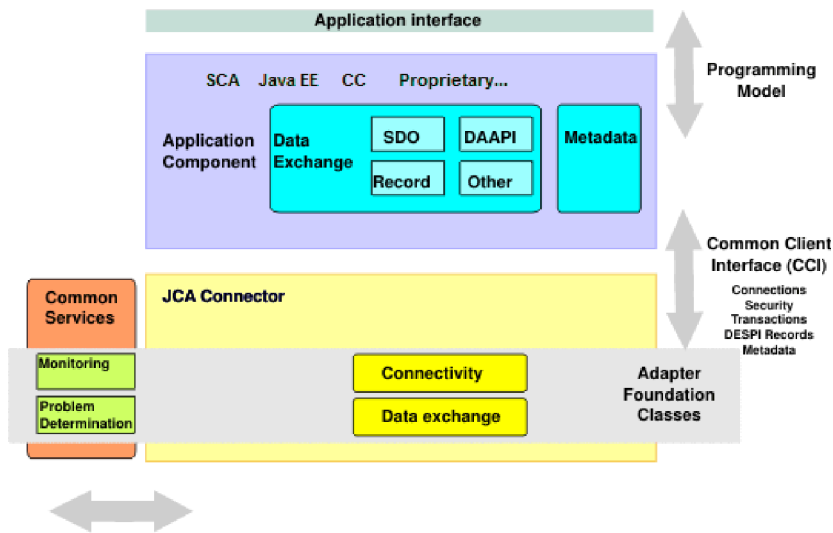 Application interface
SCA Java EE CC Proprietary...
Programming
Model
Application
Component
Data
Exchange
SDO
DAAPI
Record
Other
Metadata
Common Client
Interface (CCI)
Connections
Security
Transactions
DESPI Records
Metadata
Common
Services
JCA Connector
Monitoring
Problem
Determination
Connectivity
Data exchange
Adapter
Foundation
Classes